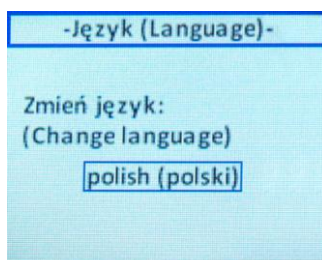 -Język (Language)-
Zmień język:
(Change language)
polish (polski)